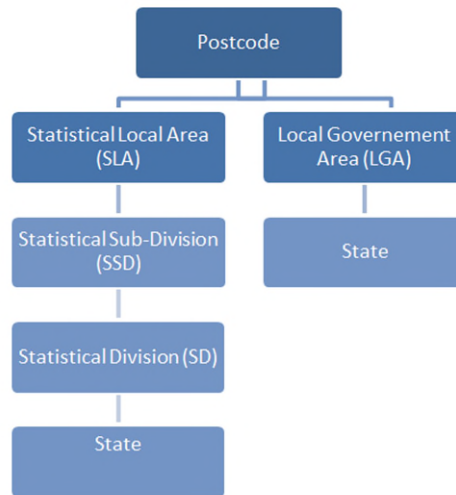 Postcode
Statistical Local Area
(SLA)
Local Governement
Area (LGA)
Statistical Sub-Division
(SSD)
State
Statistical Division (SD)
State